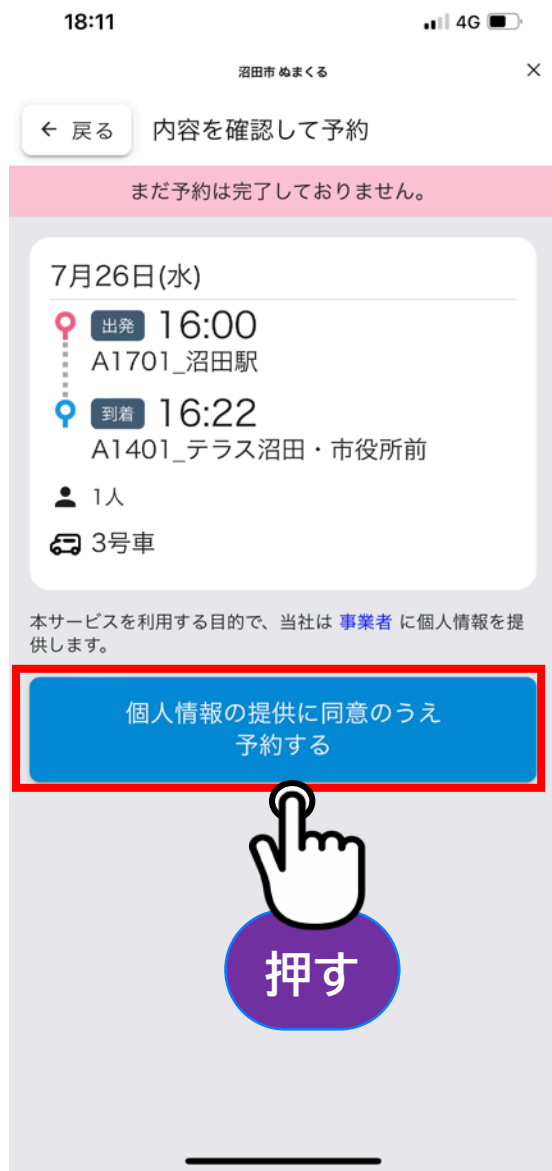 18:11 4G
沼田市 ぬまくる ×
← 戻る 内容を確認して予約
まだ予約は完了しておりません。
7月26日(水)
出発 16:00
A1701_沼田駅
到着 16:22
A1401_テラス沼田・市役所前
1人
3号車
本サービスを利用する目的で、当社は 事業者 に個人情報を提
供します。
個人情報の提供に同意のうえ
予約する
押す